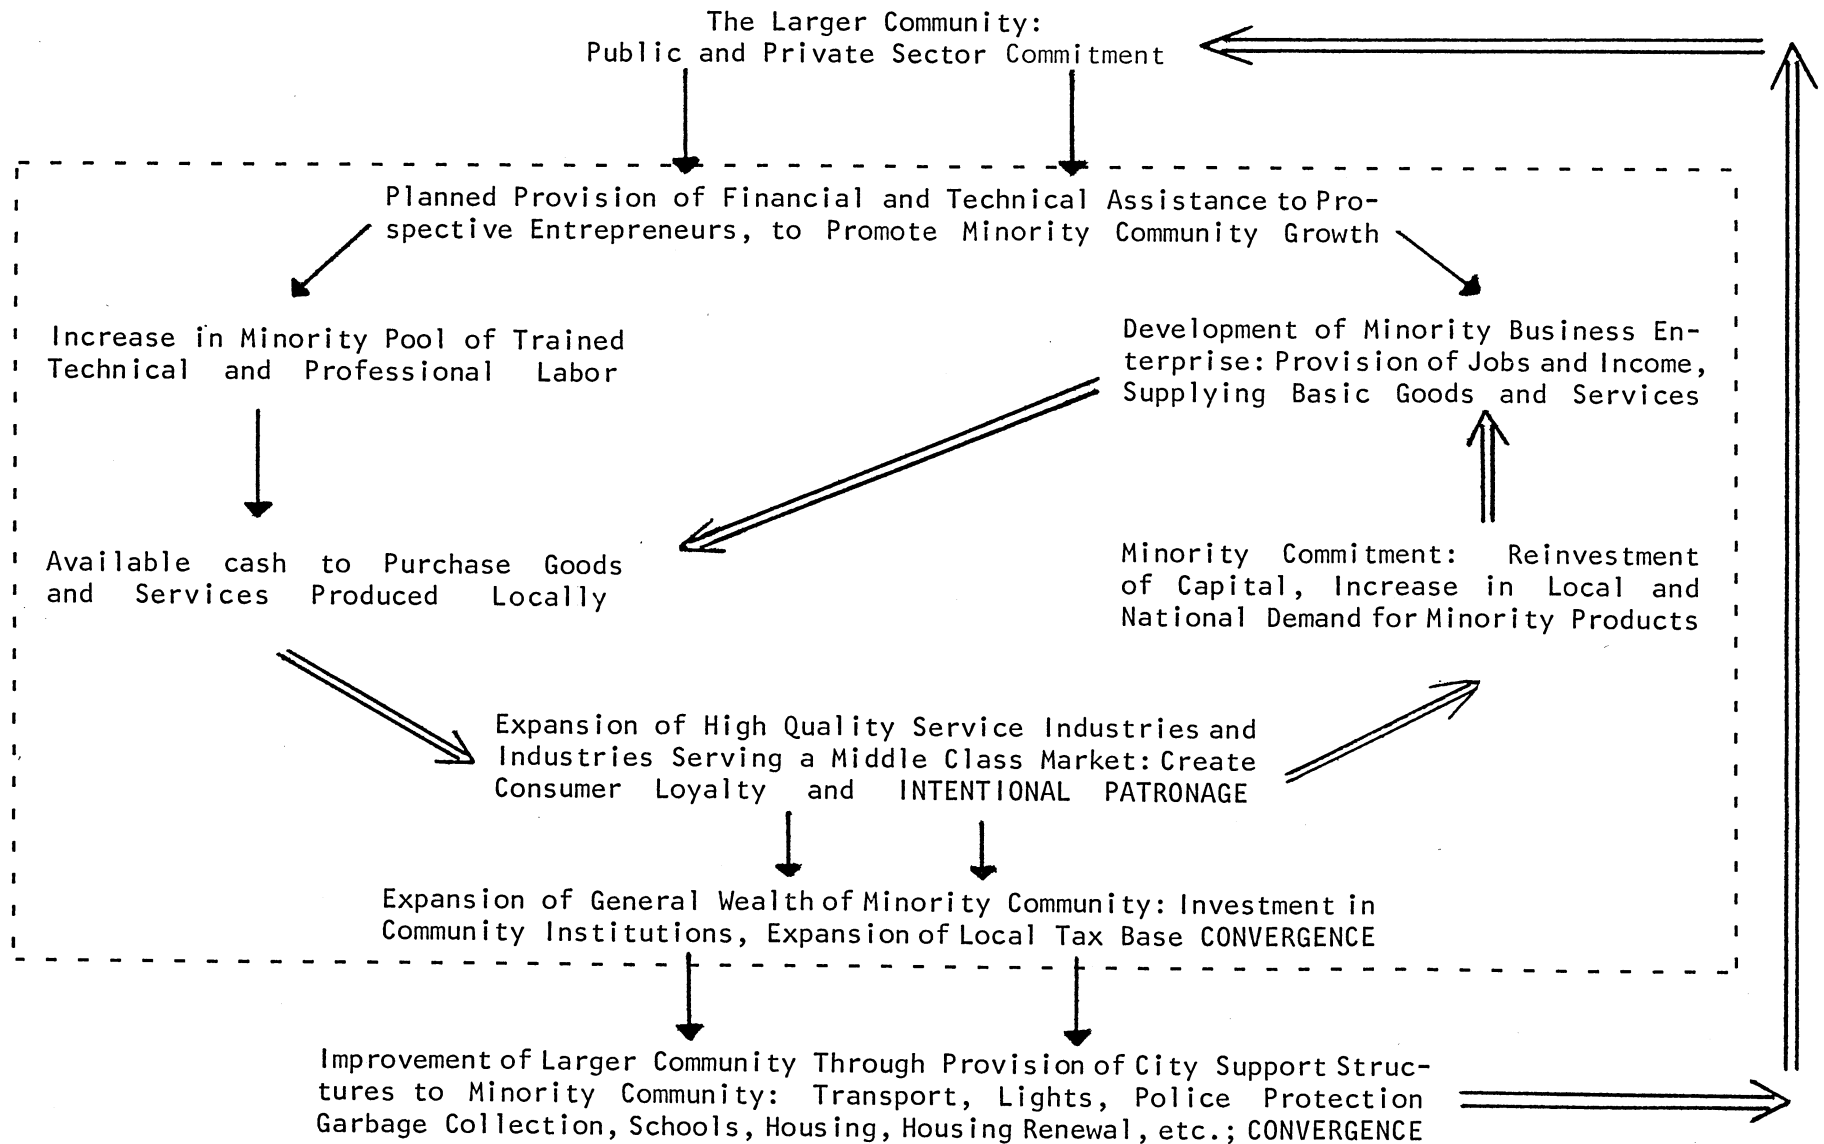 The Larger Community:
Public and Private Sector Commitment
Planned Provision of Financial and Technical Assistance to Pro-
spective Entrepreneurs, to Promote Minority Community Growth
Increase in Minority Pool of Trained
Technical and Professional Labor
Development of Minority Business En-
terprise: Provision of Jobs and Income,
Supplying Basic Goods and Services
Available cash to Purchase Goods
and Services Produced Locally
Minority Commitment: Reinvestment
of Capital, Increase in Local and
National Demand for Minority Products
Expansion of High Quality Service Industries and
Industries Serving a Middle Class Market: Create
Consumer Loyalty and INTENTIONAL PATRONAGE
Expansion of General Wealth of Minority Community: Investment in
Community Institutions, Expansion of Local Tax Base CONVERGENCE
Improvement of Larger Community Through Provision of City Support Struc-
tures to Minority Community: Transport, Lights, Police Protection
Garbage Collection, Schools, Housing, Housing Renewal, etc.; CONVERGENCE